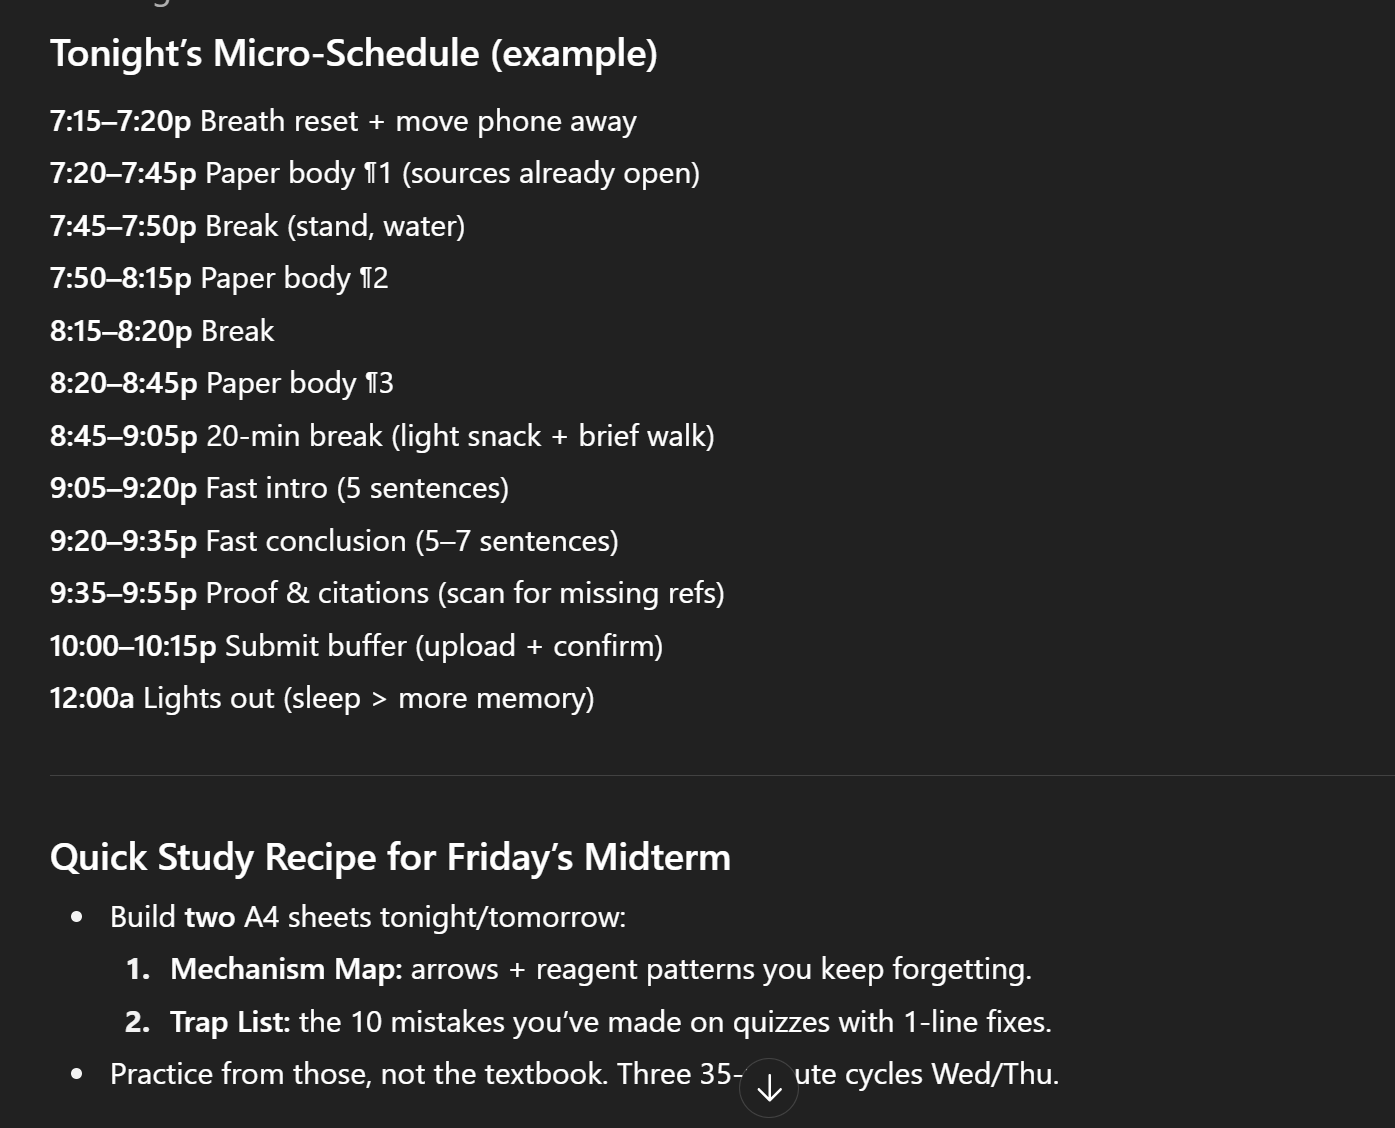 Tonight’s Micro-Schedule (example)
7:15–7:20p Breath reset + move phone away
7:20–7:45p Paper body ¶1 (sources already open)
7:45–7:50p Break (stand, water)
7:50–8:15p Paper body ¶2
8:15–8:20p Break
8:20–8:45p Paper body ¶3
8:45–9:05p 20-min break (light snack + brief walk)
9:05–9:20p Fast intro (5 sentences)
9:20–9:35p Fast conclusion (5–7 sentences)
9:35–9:55p Proof & citations (scan for missing refs)
10:00–10:15p Submit buffer (upload + confirm)
12:00a Lights out (sleep > more memory)
Quick Study Recipe for Friday’s Midterm
• Build two A4 sheets tonight/tomorrow:
1. Mechanism Map: arrows + reagent patterns you keep forgetting.
2. Trap List: the 10 mistakes you’ve made on quizzes with 1-line fixes.
• Practice from those, not the textbook. Three 35- ute cycles Wed/Thu.